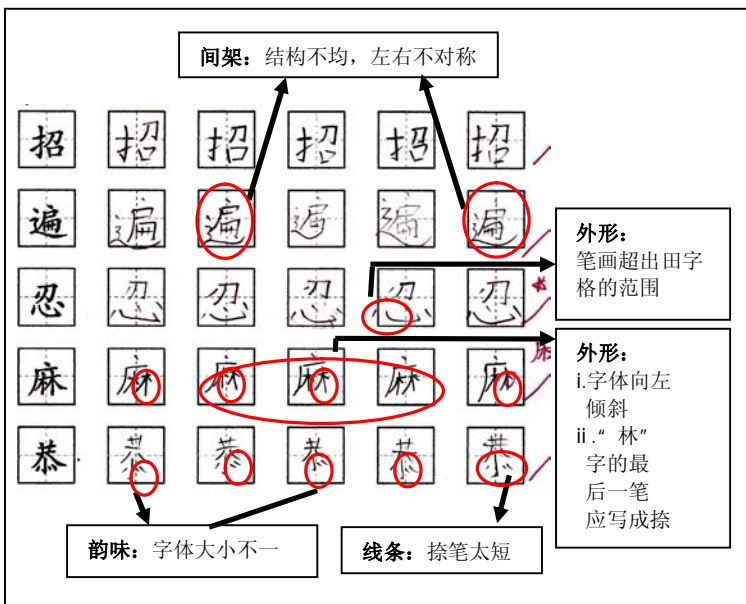 间架：结构不均，左右不对称
招 招 招 招 招 招
遍 遍 遍 遍 遍 遍
忍 忍 忍 忍 忍 忍
麻 麻 麻 麻 麻 麻
床
恭 恭 恭 恭 恭 恭
外形：
笔画超出田字
格的范围
外形：
i.字体向左
倾斜
ii.“林”
字的最
后一笔
应写成捺
韵味：字体大小不一
线条：捺笔太短